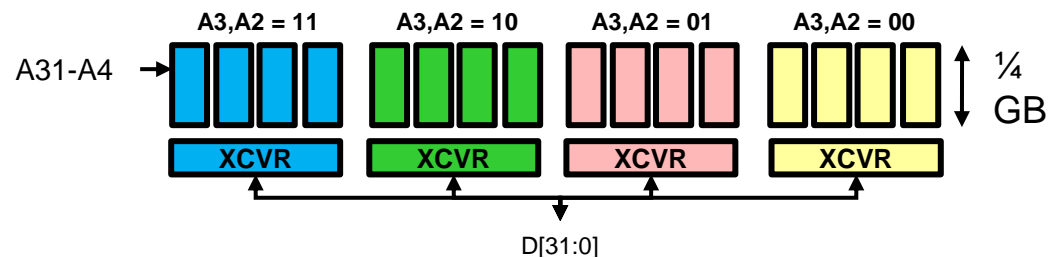 A3,A2 = 11 A3,A2 = 10 A3,A2 = 01 A3,A2 = 00
A31-A4
¼
GB
XCVR XCVR XCVR XCVR
D[31:0]